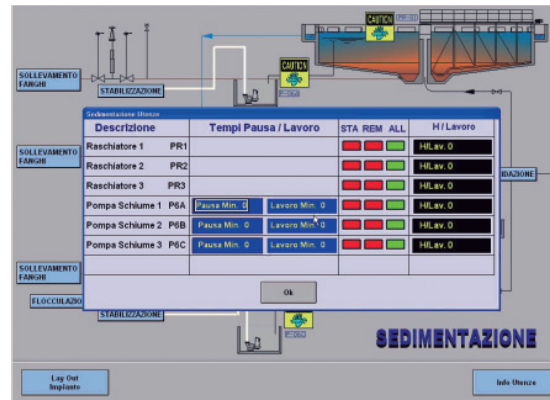 CAUTION
PR-03
CAUTION
SOLLEVAMENTO
FANGHI
STABILIZZAZIONE
P-06A
Sedimentazione Utenze
Descrizione Tempi Pausa / Lavoro STA REM ALL H / Lavoro
Raschiatore 1 PR1 H/Lav. 0
Raschiatore 2 PR2 H/Lav. 0
Raschiatore 3 PR3 H/Lav. 0
Pompa Schiume 1 P6A Pausa Min. 0 Lavoro Min. 0 H/Lav. 0
Pompa Schiume 2 P6B Pausa Min. 0 Lavoro Min. 0 H/Lav. 0
Pompa Schiume 3 P6C Pausa Min. 0 Lavoro Min. 0 H/Lav. 0
Ok
SOLLEVAMENTO
FANGHI
IDAZIONE
SOLLEVAMENTO
FANGHI
FLOCCULAZIO
STABILIZZAZIONE
P-06D
SEDIMENTAZIONE
Lay Out
Impianto
Info Utenze